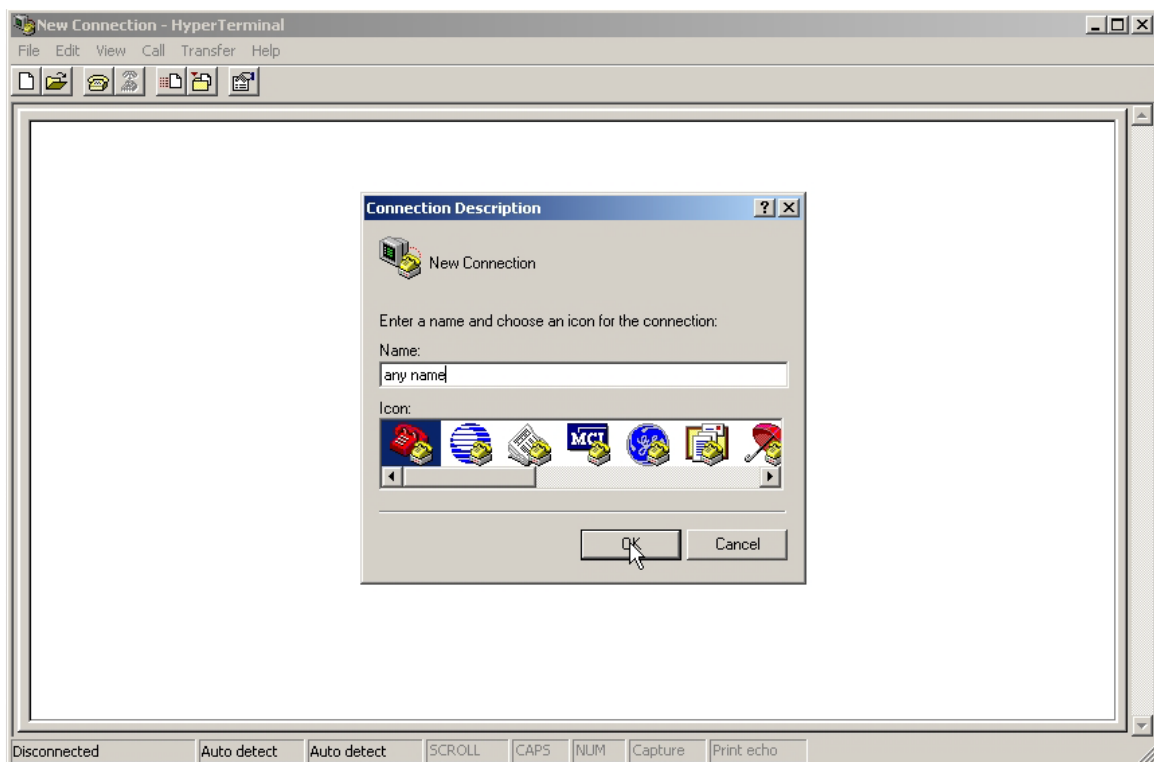 New Connection - HyperTerminal
File Edit View Call Transfer Help
Connection Description
New Connection
Enter a name and choose an icon for the connection:
Name:
any name
Icon:
MCI
OK Cancel
Disconnected Auto detect Auto detect SCROLL CAPS NUM Capture Print echo